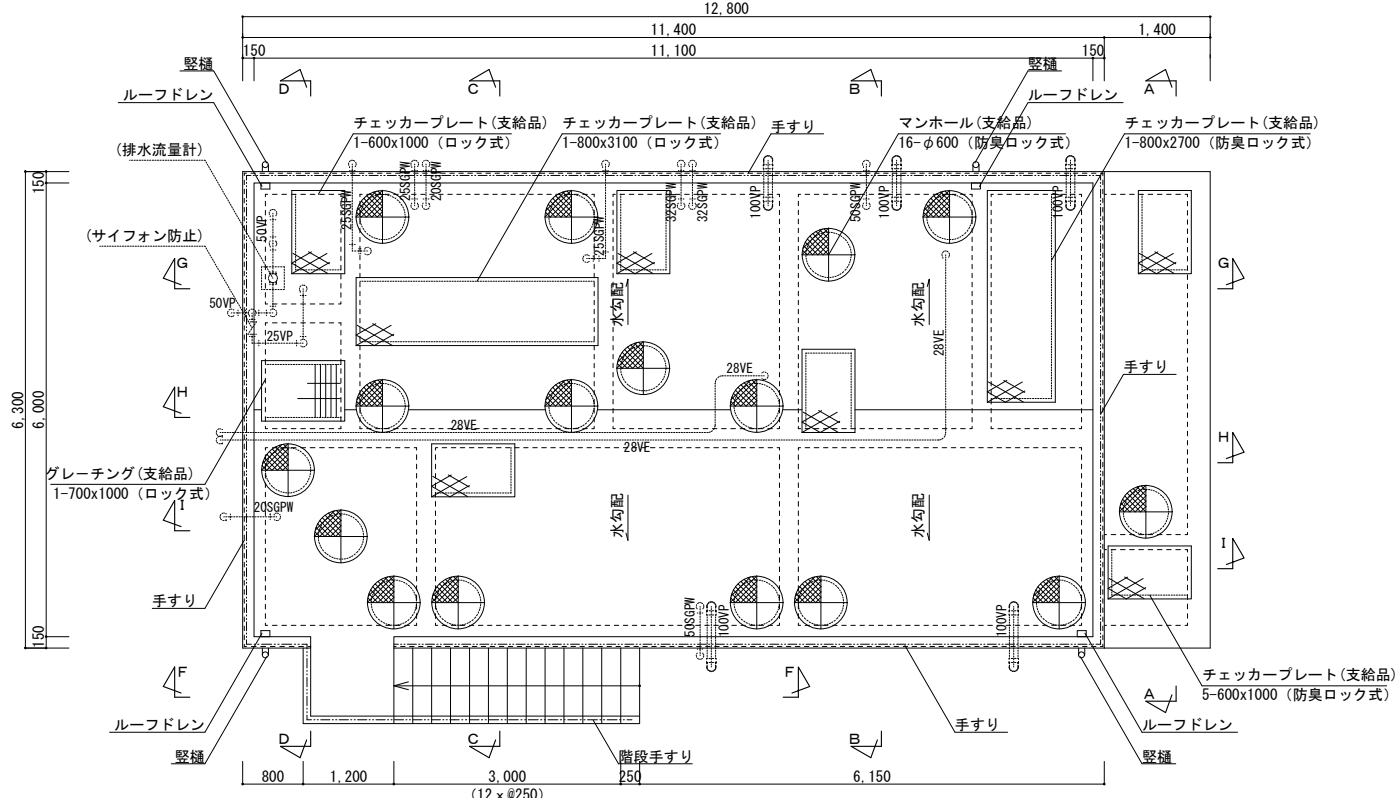 12,800
11,400
1,400
150
11,100
150
竪樋
D
C
B
竪樋
A
ルーフドレン
ルーフドレン
チェッカープレート(支給品)
1-600x1000 (ロック式)
チェッカープレート(支給品)
1-800x3100 (ロック式)
手すり
マンホール(支給品)
16-φ600 (防臭ロック式)
チェッカープレート(支給品)
1-800x2700 (防臭ロック式)
(排水流量計)
150
25SGPW
20SGPW
32SGPW
32SGPW
100VP
50SGPW
100VP
100VP
50VP
25SGPW
25SGPW
(サイフォン防止)
G
G
水勾配
水勾配
50VP
25VP
28VE
28VE
手すり
H
6,300
6,000
28VE
28VE
H
グレーチング(支給品)
1-700x1000 (ロック式)
I
20SGPW
水勾配
水勾配
I
手すり
50SGPW
100VP
100VP
150
F
F
チェッカープレート(支給品)
5-600x1000 (防臭ロック式)
A
ルーフドレン
手すり
ルーフドレン
D
C
B
竪樋
階段手すり
竪樋
800
1,200
3,000
250
6,150
(12 x @250)